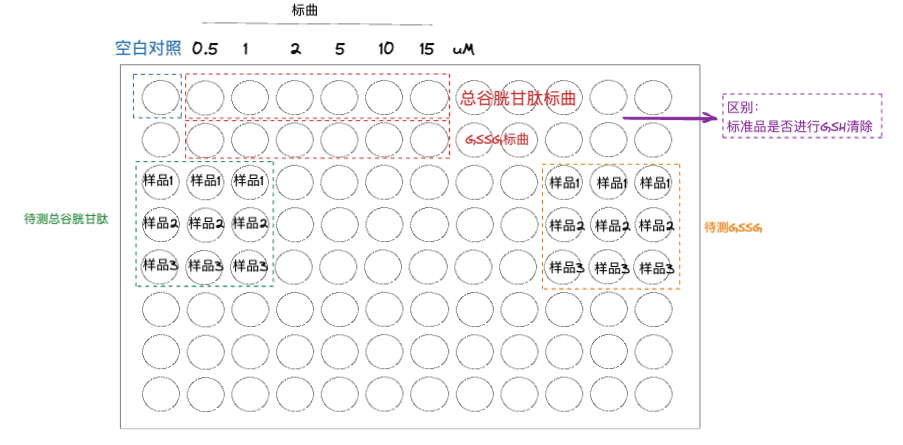 标曲
空白对照 0.5 1 2 5 10 15 uM
总谷胱甘肽标曲
GSSG标曲
区别：
标准品是否进行GSH清除
样品1 样品1 样品1 样品1 样品1 样品1
待测总谷胱甘肽 样品2 样品2 样品2 样品2 样品2 样品2 待测GSSG
样品3 样品3 样品3 样品3 样品3 样品3